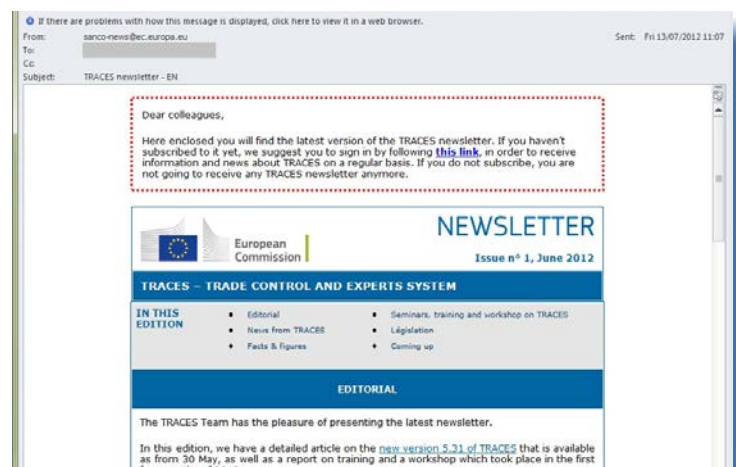 If there are problems with how this message is displayed, click here to view it in a web browser.
From: sanco-news@ec.europa.eu Sent: Fri 13/07/2012 11:07
To:
Cc:
Subject: TRACES newsletter - EN
Dear colleagues,
Here enclosed you will find the latest version of the TRACES newsletter. If you haven't
subscribed to it yet, we suggest you to sign in by following this link, in order to receive
information and news about TRACES on a regular basis. If you do not subscribe, you are
not going to receive any TRACES newsletter anymore.
European
Commission
NEWSLETTER
Issue nº 1, June 2012
TRACES – TRADE CONTROL AND EXPERTS SYSTEM
IN THIS
EDITION
• Editorial
• News from TRACES
• Facts & figures
• Seminars, training and workshop on TRACES
• Législation
• Coming up
EDITORIAL
The TRACES Team has the pleasure of presenting the latest newsletter.
In this edition, we have a detailed article on the new version 5.31 of TRACES that is available
as from 30 May, as well as a report on training and a workshop which took place in the first